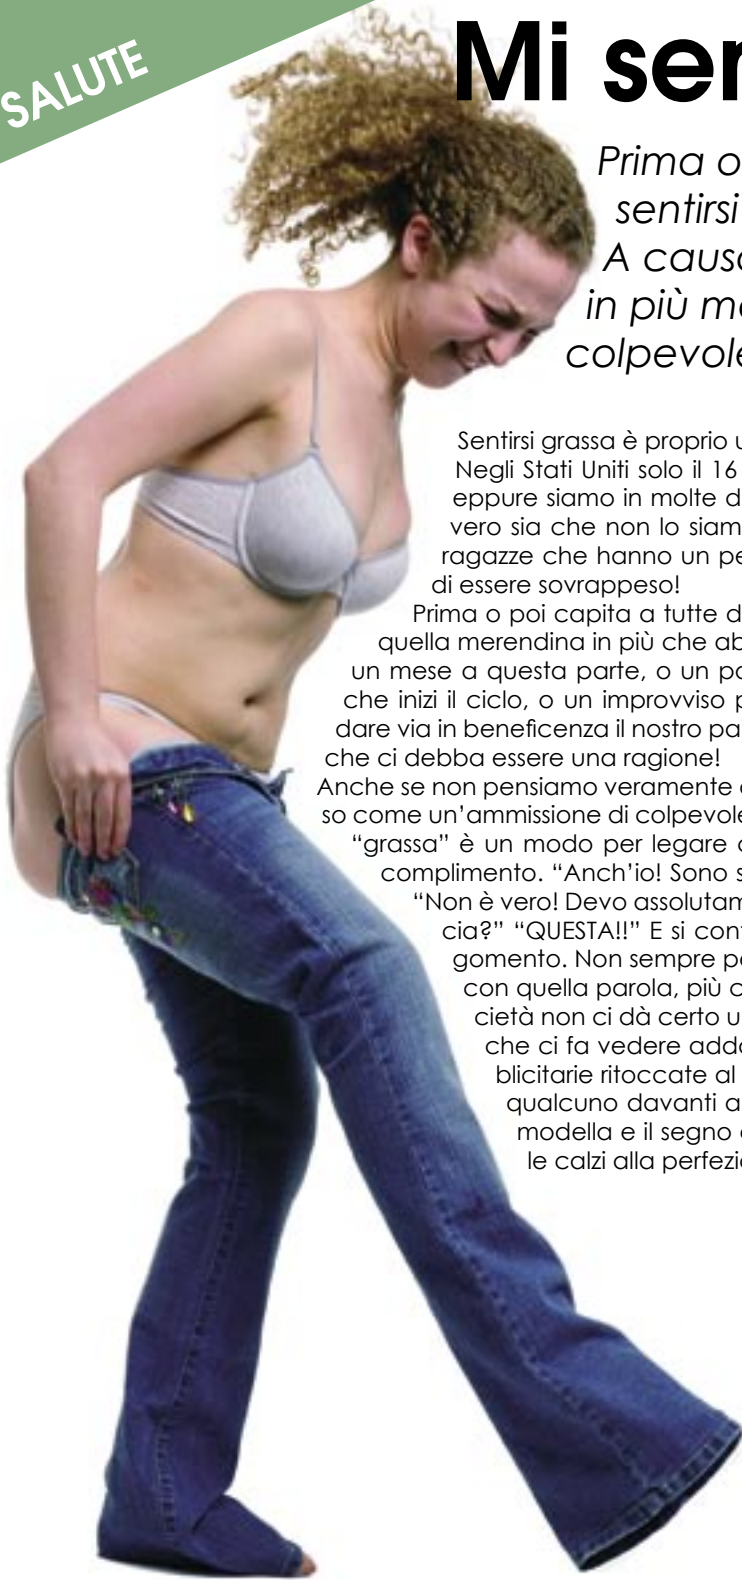 SALUTE
Mi sen
Prima o
sentirsi
A causa
in più ma
colpevole
Sentirsi grassa è proprio u
Negli Stati Uniti solo il 16
eppure siamo in molte d
vero sia che non lo siam
ragazze che hanno un pe
di essere sovrappeso!
Prima o poi capita a tutte d
quella merendina in più che ab
un mese a questa parte, o un po
che inizi il ciclo, o un improvviso p
dare via in beneficenza il nostro pa
che ci debba essere una ragione!
Anche se non pensiamo veramente
so come un’ammissione di colpevole
“grassa” è un modo per legare
complimento. “Anch’io! Sono s
“Non è vero! Devo assolutam
cia?” “QUESTA!!” E si cont
gomento. Non sempre pe
con quella parola, più c
cietà non ci dà certo u
che ci fa vedere addo
blicitarie ritoccate al
qualcuno davanti a
modella e il segno
le calzi alla perfezio